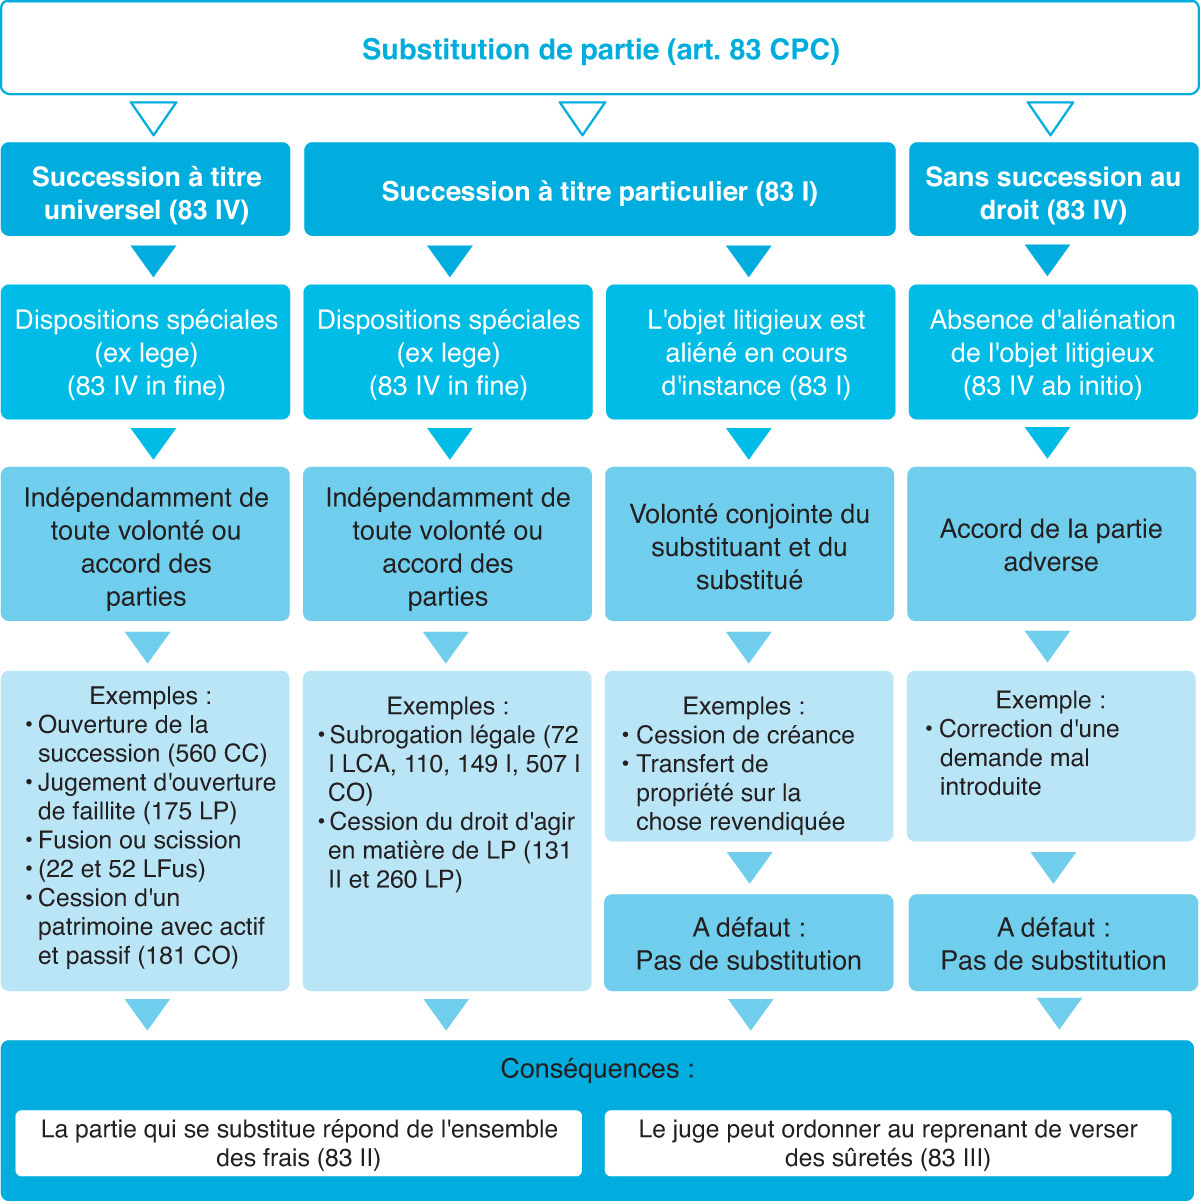 Substitution de partie (art. 83 CPC)
Succession à titre
universel (83 IV)
Succession à titre particulier (83 I)
Sans succession au
droit (83 IV)
Dispositions spéciales
(ex lege)
(83 IV in fine)
Dispositions spéciales
(ex lege)
(83 IV in fine)
L'objet litigieux est
aliéné en cours
d'instance (83 I)
Absence d'aliénation
de l'objet litigieux
(83 IV ab initio)
Indépendamment de
toute volonté ou
accord des
parties
Indépendamment de
toute volonté ou
accord des
parties
Volonté conjointe du
substituant et du
substitué
Accord de la partie
adverse
Exemples :
• Ouverture de la
succession (560 CC)
• Jugement d'ouverture
de faillite (175 LP)
• Fusion ou scission
• (22 et 52 LFus)
• Cession d'un
patrimoine avec actif
et passif (181 CO)
Exemples :
• Subrogation légale (72
I LCA, 110, 149 I, 507 I
CO)
• Cession du droit d'agir
en matière de LP (131
II et 260 LP)
Exemples :
• Cession de créance
• Transfert de
propriété sur la
chose revendiquée
Exemple :
• Correction d'une
demande mal
introduite
A défaut :
Pas de substitution
A défaut :
Pas de substitution
Conséquences :
La partie qui se substitue répond de l'ensemble
des frais (83 II)
Le juge peut ordonner au reprenant de verser
des sûretés (83 III)